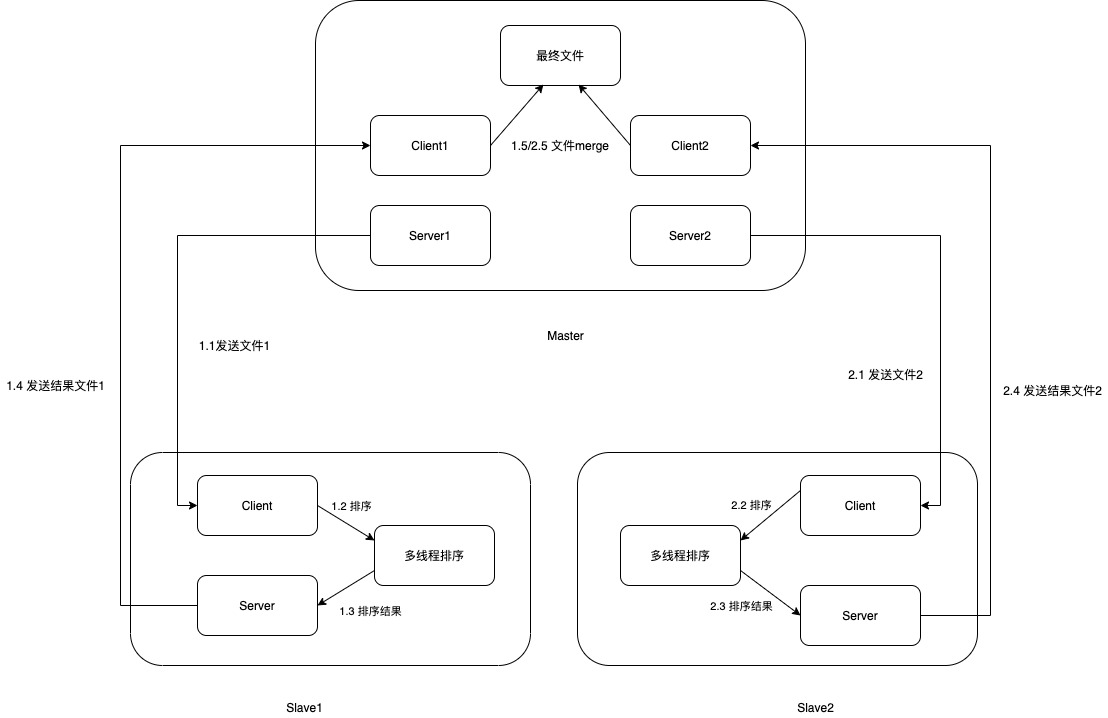 最终文件
Client1
1.5/2.5 文件merge
Client2
Server1
Server2
Master
1.1发送文件1
2.1 发送文件2
1.4 发送结果文件1
2.4 发送结果文件2
Client
1.2 排序
多线程排序
Server
1.3 排序结果
Slave1
2.2 排序
Client
多线程排序
2.3 排序结果
Server
Slave2